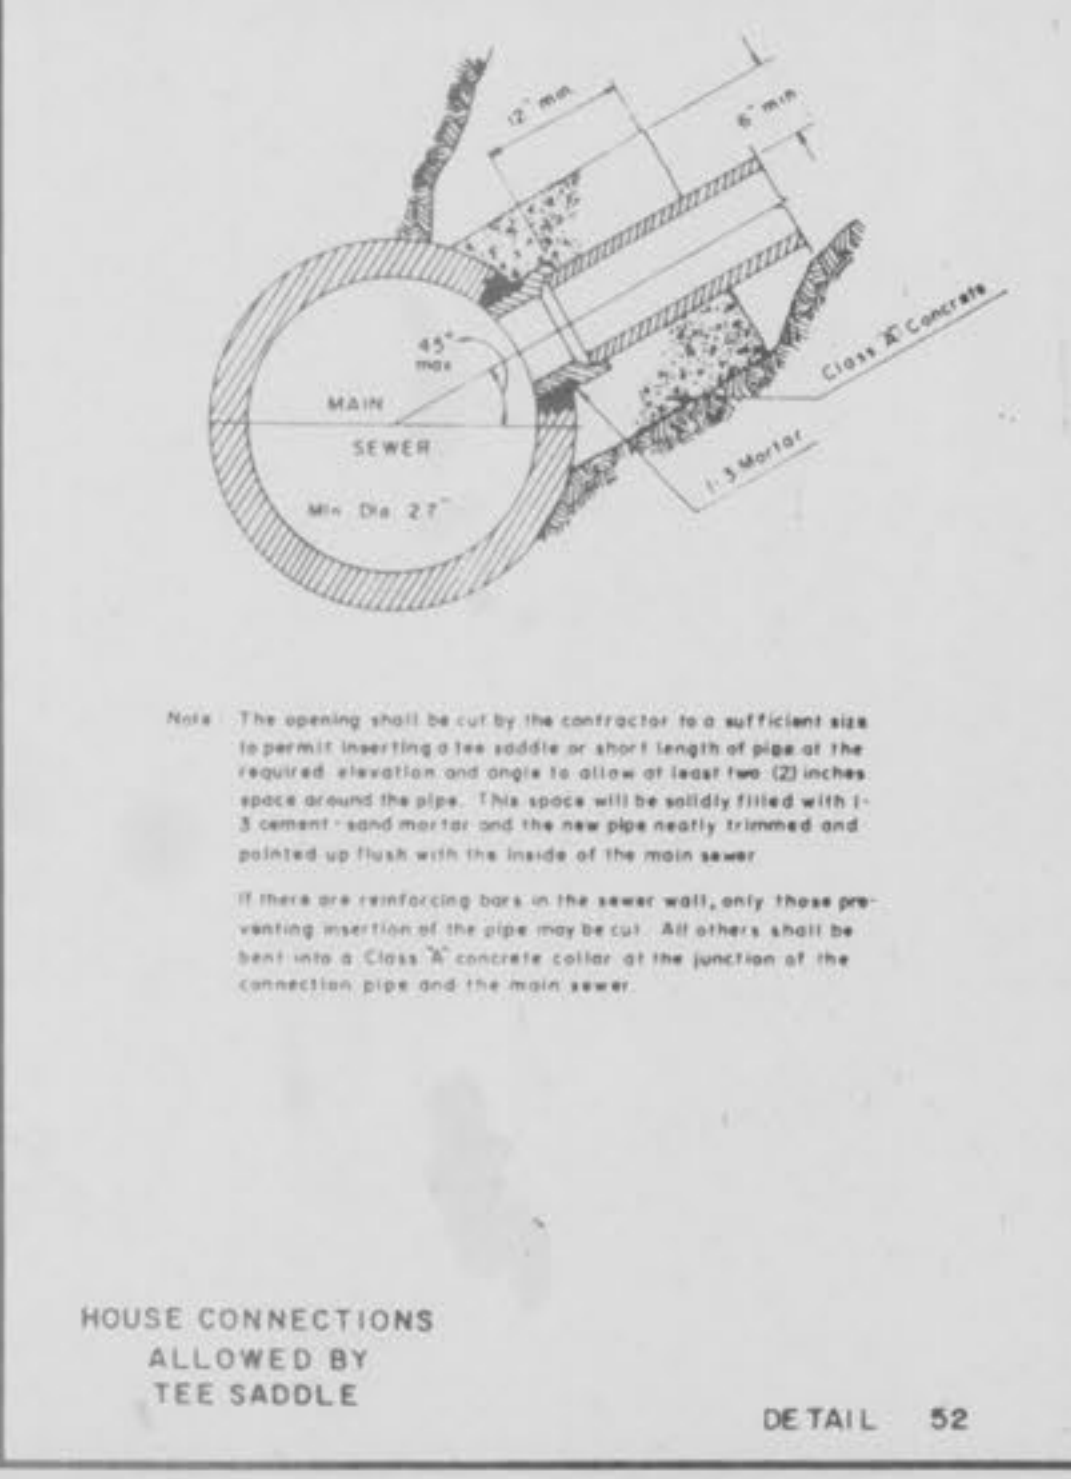 12" min.
6" min
45°
max
MAIN
SEWER
Min Dia 27"
Class "A" Concrete
1-3 Mortar
Note The opening shall be cut by the contractor to a sufficient size
to permit inserting a tee saddle or short length of pipe at the
required elevation and angle to allow at least two (2) inches
space around the pipe. This space will be solidly filled with 1-
3 cement-sand mortar and the new pipe neatly trimmed and
pointed up flush with the inside of the main sewer
If there are reinforcing bars in the sewer wall, only those pre-
venting insertion of the pipe may be cut. All others shall be
bent into a Class "A" concrete collar at the junction of the
connection pipe and the main sewer.
HOUSE CONNECTIONS
ALLOWED BY
TEE SADDLE
DETAIL 52